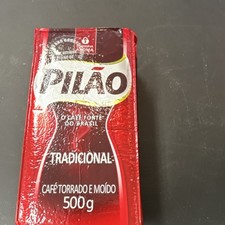 PILÃO
O CAFÉ FORTE
DO BRASIL
TRADICIONAL
CAFÉ TORRADO E MOÍDO
500g